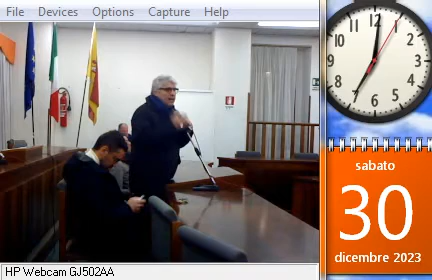 File Devices Options Capture Help
12
11 1
10 2
9 3
8 4
7 5
6
sabato
30
dicembre 2023
HP Webcam GJ502AA